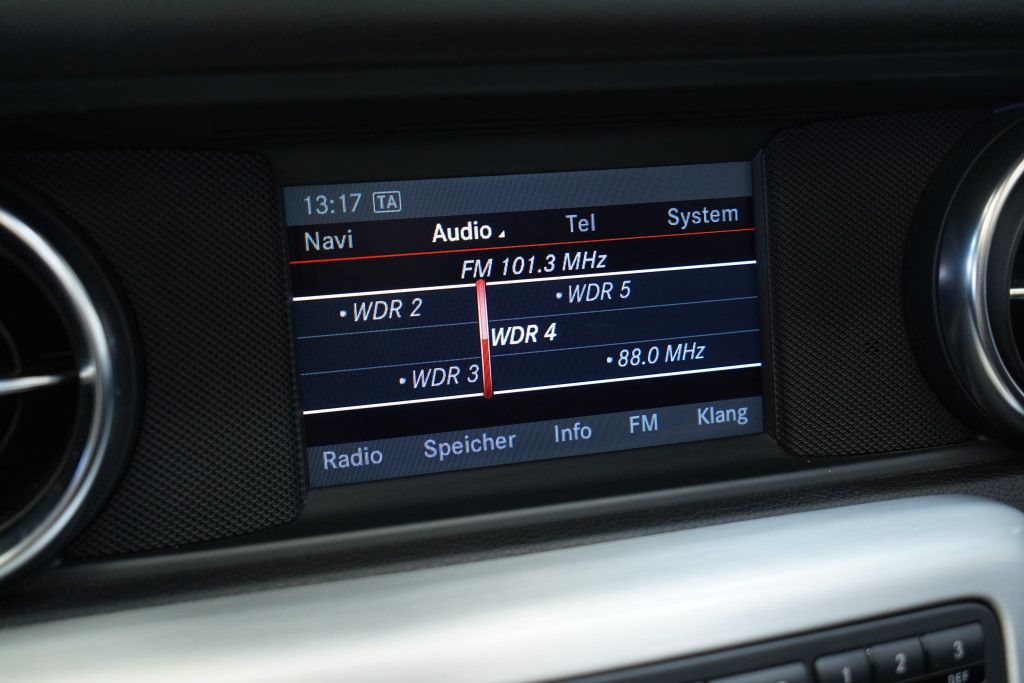 13:17 TA
Navi Audio Tel System
FM 101.3 MHz
• WDR 2 • WDR 5
WDR 4
• WDR 3 • 88.0 MHz
Radio Speicher Info FM Klang
1 2 3
DEF